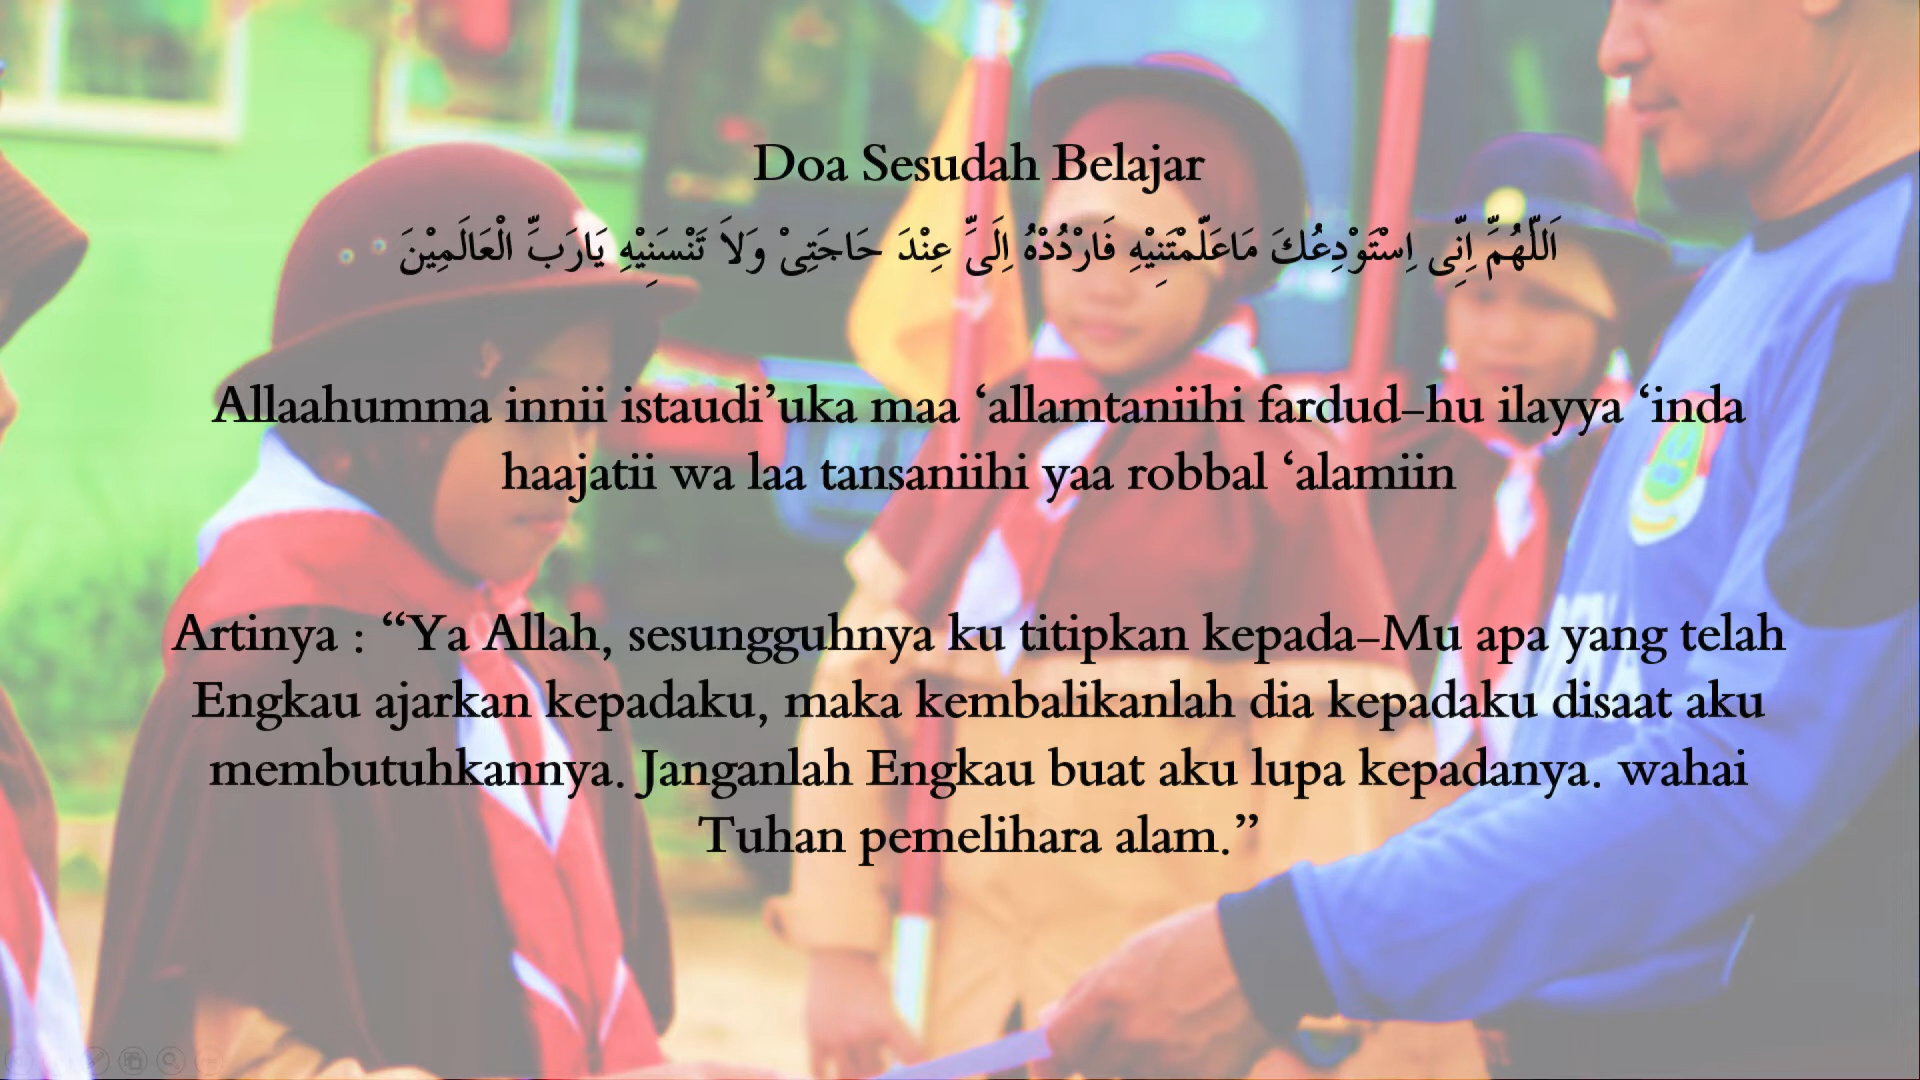 Doa Sesudah Belajar
اَللّٰهُمَّ اِنِّى اِسْتَوْدِعُكَ مَاعَلَّمْتَنِيْهِ فَارْدُدْهُ اِلَىَّ عِنْدَ حَاجَتِىْ وَلاَ تَنْسَنِيْهِ يَارَبَّ الْعَالَمِيْنَ
Allaahumma innii istaudi’uka maa ‘allamtaniihi fardud–hu ilayya ‘inda
haajatii wa laa tansaniihi yaa robbal ‘alamiin
Artinya : “Ya Allah, sesungguhnya ku titipkan kepada–Mu apa yang telah
Engkau ajarkan kepadaku, maka kembalikanlah dia kepadaku disaat aku
membutuhkannya. Janganlah Engkau buat aku lupa kepadanya. wahai
Tuhan pemelihara alam.”